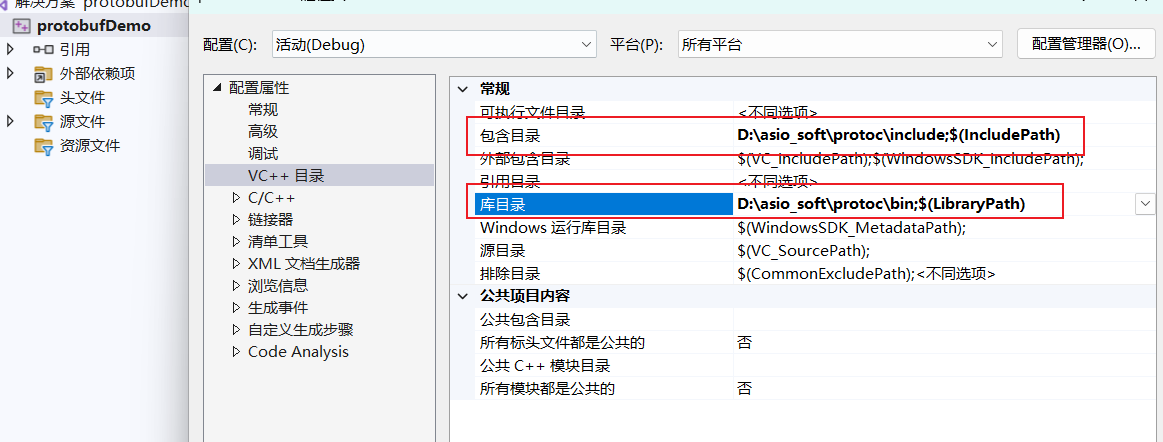 解决方案 'protobufDemo'
protobufDemo
引用
外部依赖项
头文件
源文件
资源文件
配置(C):
活动(Debug)
平台(P):
所有平台
配置管理器(O)...
配置属性
常规
高级
调试
VC++ 目录
C/C++
链接器
清单工具
XML 文档生成器
浏览信息
生成事件
自定义生成步骤
Code Analysis
常规
可执行文件目录 <不同选项>
包含目录 D:\asio_soft\protoc\include;$(IncludePath)
外部包含目录 $(VC_IncludePath);$(WindowsSDK_IncludePath);
引用目录 <不同选项>
库目录 D:\asio_soft\protoc\bin;$(LibraryPath)
Windows 运行库目录 $(WindowsSDK_MetadataPath);
源目录 $(VC_SourcePath);
排除目录 $(CommonExcludePath);<不同选项>
公共项目内容
公共包含目录
所有标头文件都是公共的 否
公共 C++ 模块目录
所有模块都是公共的 否